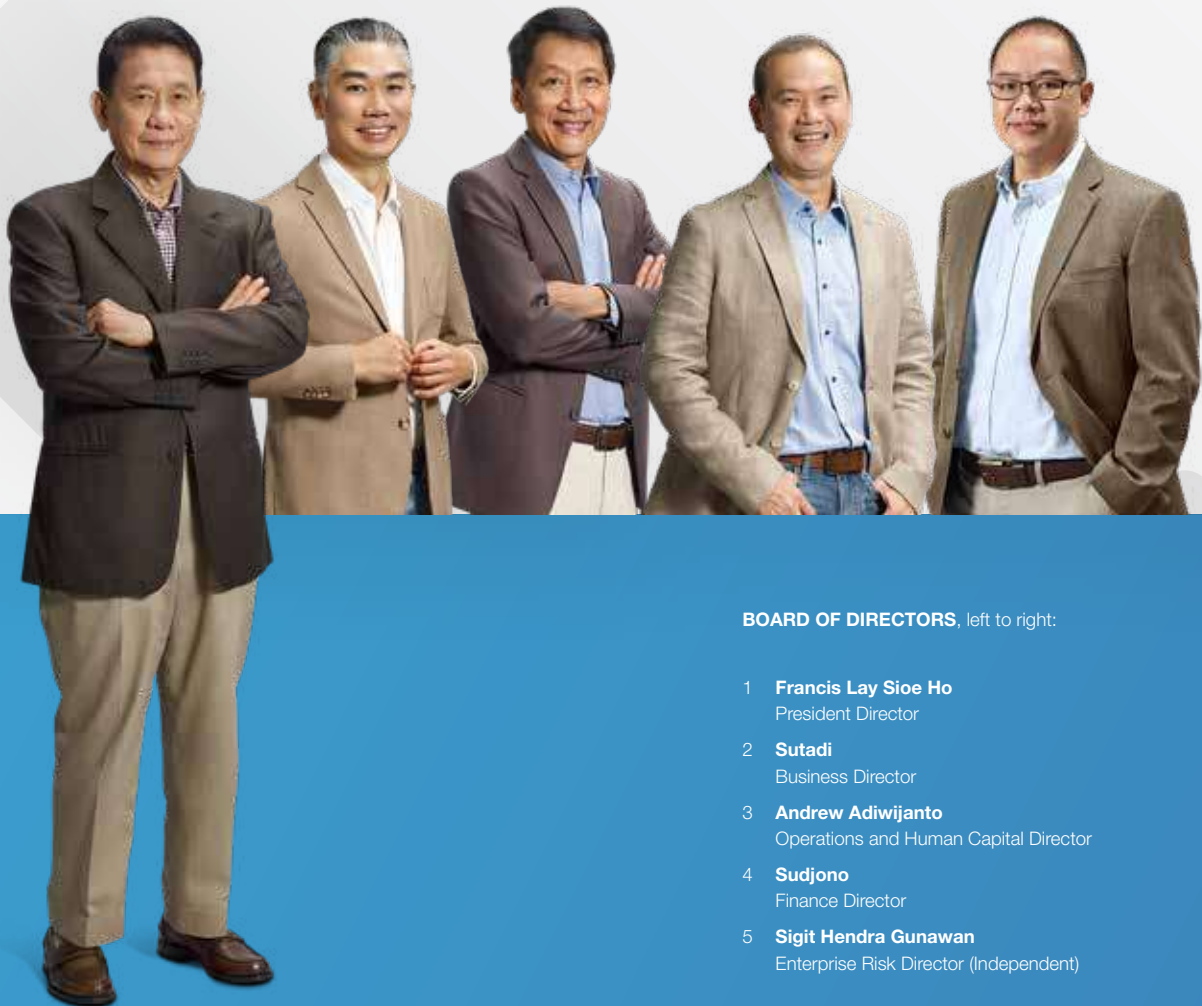 BOARD OF DIRECTORS, left to right:
1 Francis Lay Sioe Ho
President Director
2 Sutadi
Business Director
3 Andrew Adiwijanto
Operations and Human Capital Director
4 Sudjono
Finance Director
5 Sigit Hendra Gunawan
Enterprise Risk Director (Independent)